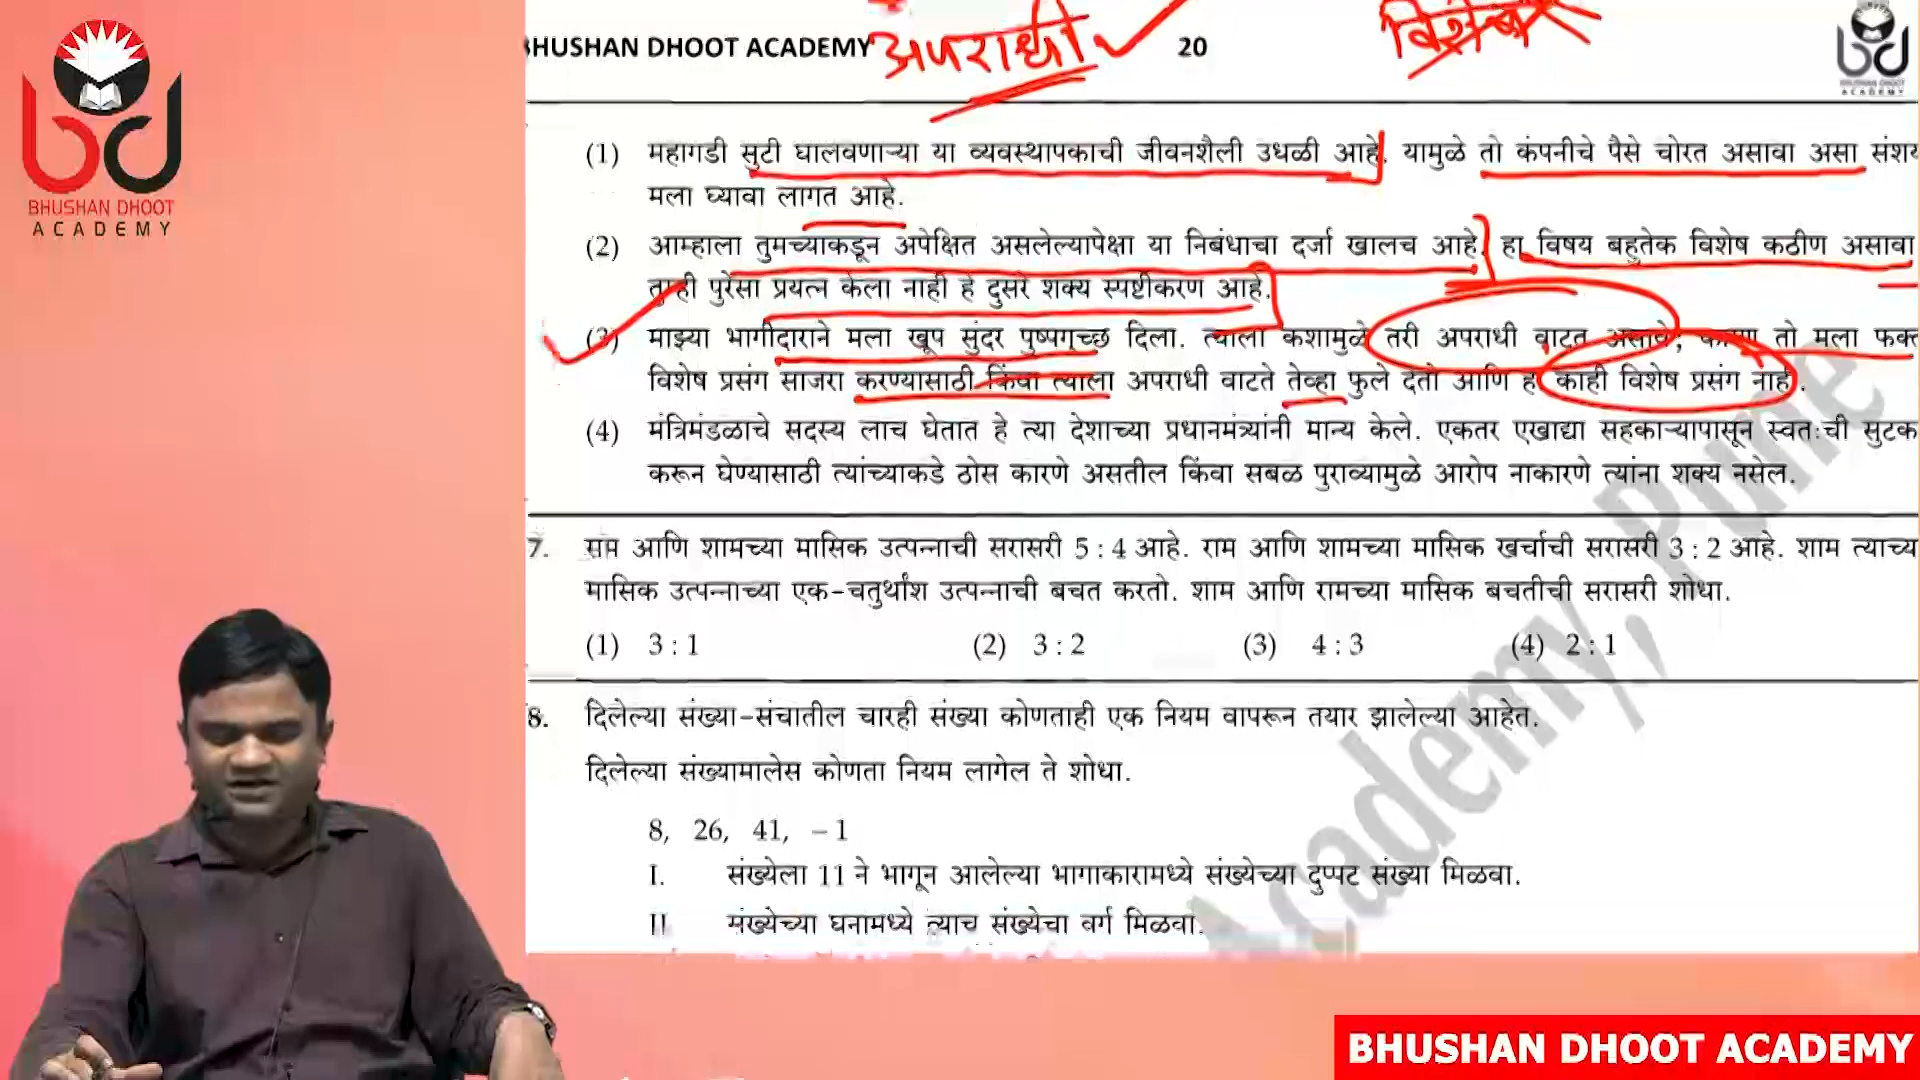 BHUSHAN DHOOT ACADEMY
अपराधी
20
BHUSHAN DHOOT
ACADEMY
(1) महागडी सुटी घालवणाऱ्या या व्यवस्थापकाची जीवनशैली उधळी आहे. यामुळे तो कंपनीचे पैसे चोरत असावा असा संशय
मला घ्यावा लागत आहे.
(2) आम्हाला तुमच्याकडून अपेक्षित असलेल्यापेक्षा या निबंधाचा दर्जा खालच आहे. हा विषय बहुतेक विशेष कठीण असावा
तुम्ही पुरेसा प्रयत्न केला नाही हे दुसरे शक्य स्पष्टीकरण आहे.
(3) माझ्या भागीदाराने मला खूप सुंदर पुष्पगुच्छ दिला. त्याला कशामुळे तरी अपराधी वाटत असावे; कारण तो मला फक्त
विशेष प्रसंग साजरा करण्यासाठी किंवा त्याला अपराधी वाटते तेव्हा फुले देतो आणि हा काही विशेष प्रसंग नाही.
(4) मंत्रिमंडळाचे सदस्य लाच घेतात हे त्या देशाच्या प्रधानमंत्र्यांनी मान्य केले. एकतर एखाद्या सहकाऱ्यापासून स्वतःची सुटका
करून घेण्यासाठी त्यांच्याकडे ठोस कारणे असतील किंवा सबळ पुराव्यामुळे आरोप नाकारणे त्यांना शक्य नसेल.
7. राम आणि शामच्या मासिक उत्पन्नाची सरासरी 5 : 4 आहे. राम आणि शामच्या मासिक खर्चाची सरासरी 3 : 2 आहे. शाम त्याच्या
मासिक उत्पन्नाच्या एक-चतुर्थांश उत्पन्नाची बचत करतो. शाम आणि रामच्या मासिक बचतीची सरासरी शोधा.
(1) 3 : 1 (2) 3 : 2 (3) 4 : 3 (4) 2 : 1
8. दिलेल्या संख्या-संचातील चारही संख्या कोणताही एक नियम वापरून तयार झालेल्या आहेत.
दिलेल्या संख्यामालेस कोणता नियम लागेल ते शोधा.
8, 26, 41, – 1
I. संख्येला 11 ने भागून आलेल्या भागाकारामध्ये संख्येच्या दुप्पट संख्या मिळवा.
II संख्येच्या घनामध्ये त्याच संख्येचा वर्ग मिळवा.
Academy, Pune
BHUSHAN DHOOT ACADEMY